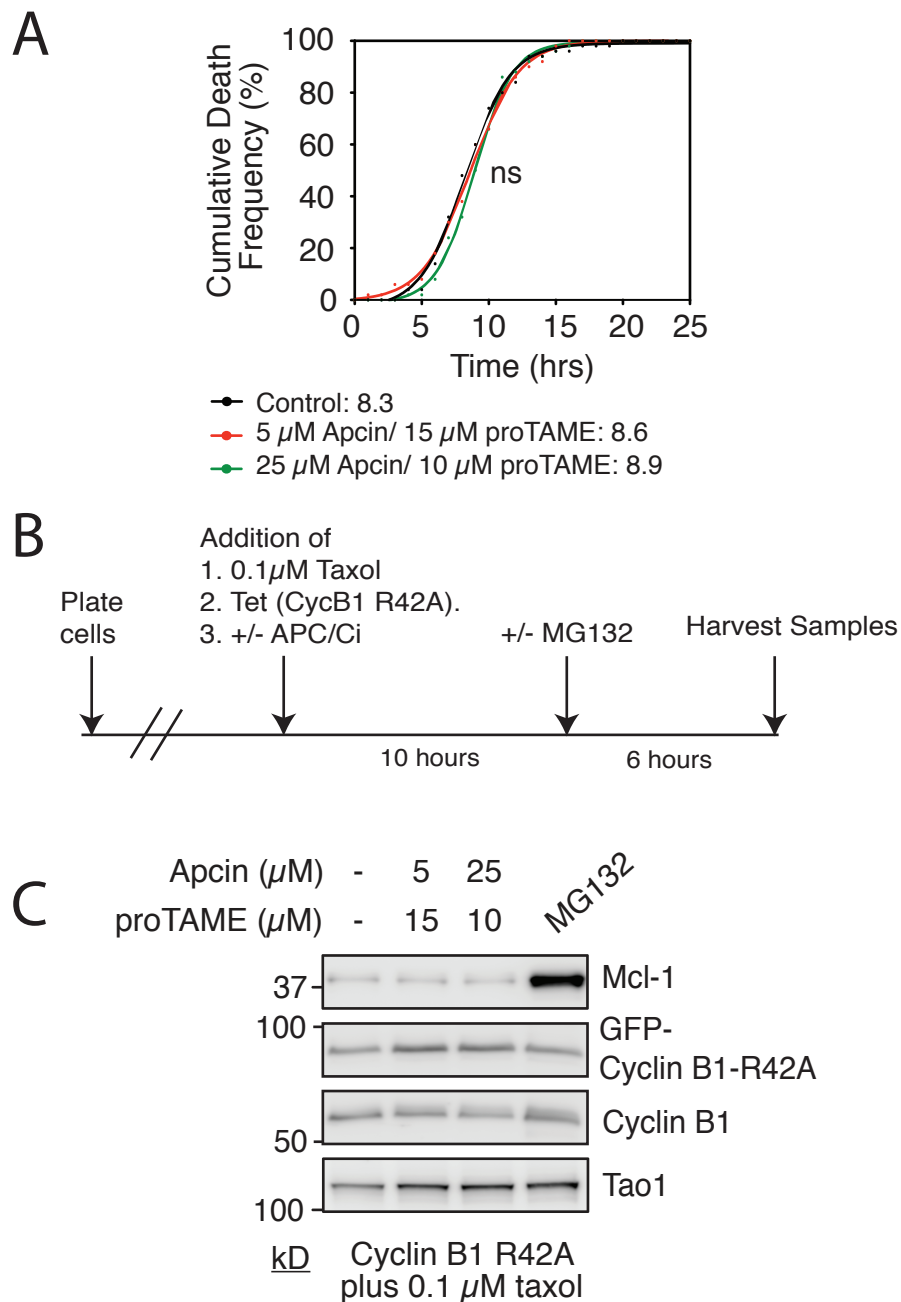 A
Cumulative Death
Frequency (%)
100
80
60
40
20
0
ns
0 5 10 15 20 25
Time (hrs)
Control: 8.3
5 µM Apcin/ 15 µM proTAME: 8.6
25 µM Apcin/ 10 µM proTAME: 8.9
B
Plate
cells
Addition of
1. 0.1µM Taxol
2. Tet (CycB1 R42A).
3. +/- APC/Ci
+/- MG132
Harvest Samples
10 hours
6 hours
C
Apcin (µM) - 5 25
proTAME (µM) - 15 10
MG132
37
Mcl-1
100
GFP-
Cyclin B1-R42A
Cyclin B1
50
Tao1
100
kD
Cyclin B1 R42A
plus 0.1 µM taxol